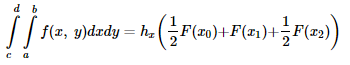 ∫_c^d ∫_a^b f(x, y)dxdy = h_x (1/2 F(x_0)+F(x_1)+1/2 F(x_2))